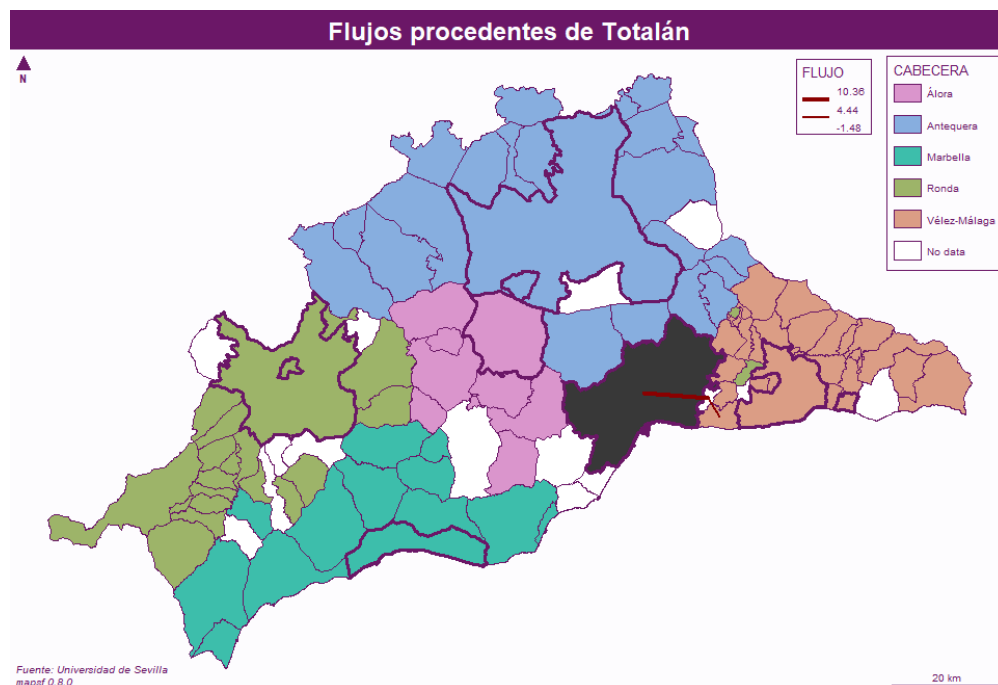 Flujos procedentes de Totalán
N
FLUJO
10.36
4.44
-1.48
CABECERA
Álora
Antequera
Marbella
Ronda
Vélez-Málaga
No data
Fuente: Universidad de Sevilla
mapsf 0.8.0
20 km